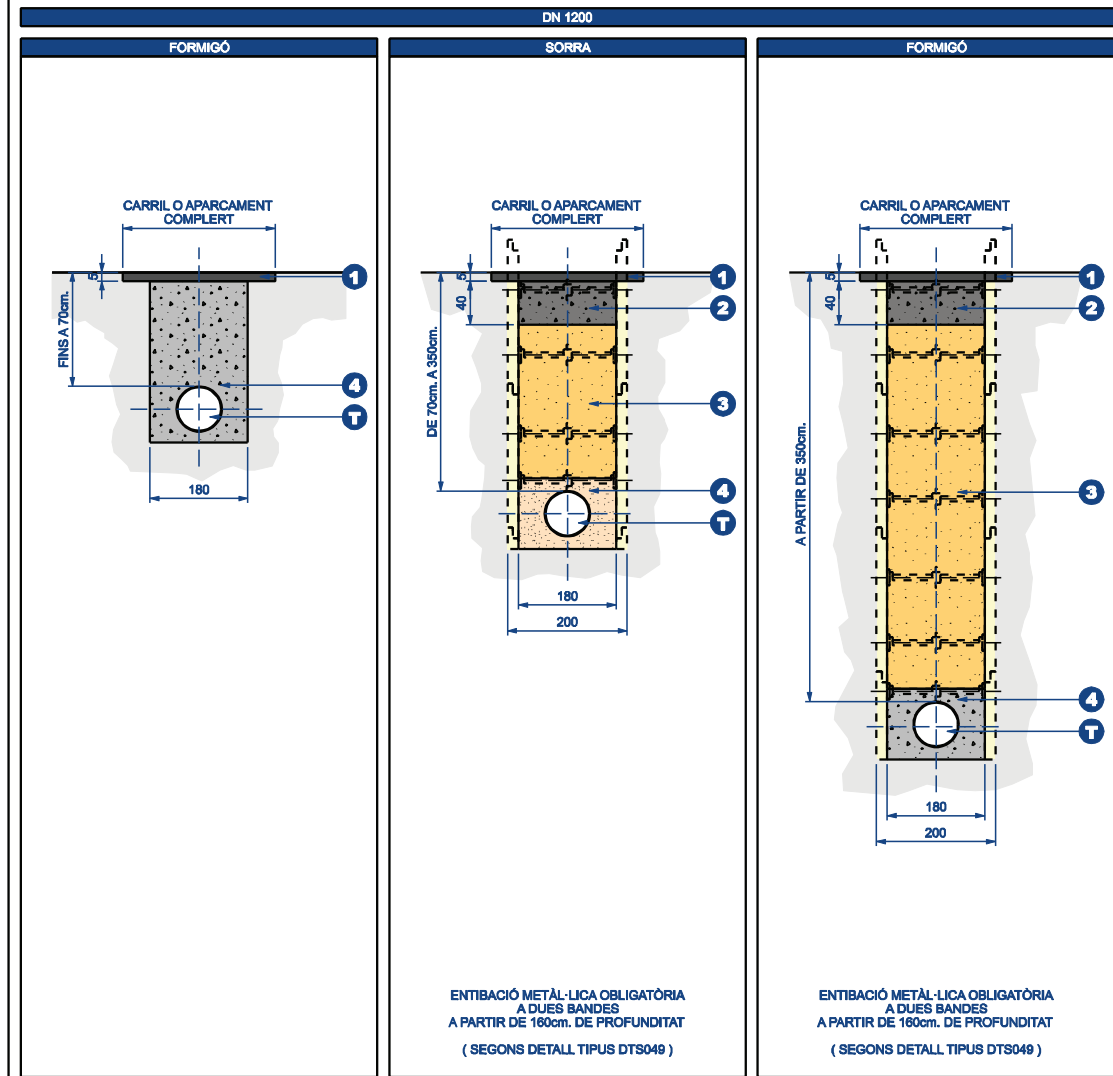 DN 1200
FORMIGÓ
CARRIL O APARCAMENT
COMPLERT
5
FINS A 70cm.
1
4
T
180
SORRA
CARRIL O APARCAMENT
COMPLERT
5
40
DE 70cm. A 350cm.
1
2
3
4
T
180
200
ENTIBACIÓ METÀL·LICA OBLIGATÒRIA
A DUES BANDES
A PARTIR DE 160cm. DE PROFUNDITAT
( SEGONS DETALL TIPUS DTS049 )
FORMIGÓ
CARRIL O APARCAMENT
COMPLERT
5
40
A PARTIR DE 350cm.
1
2
3
4
T
180
200
ENTIBACIÓ METÀL·LICA OBLIGATÒRIA
A DUES BANDES
A PARTIR DE 160cm. DE PROFUNDITAT
( SEGONS DETALL TIPUS DTS049 )